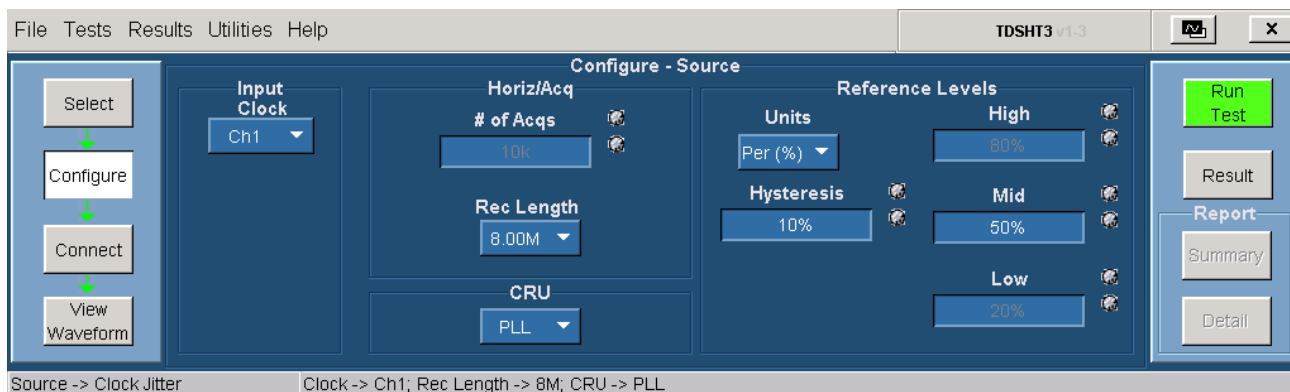 File Tests Results Utilities Help
TDSHT3 v1-3
X
Select
Configure
Connect
View
Waveform
Configure - Source
Input
Clock
Ch1
Horiz/Acq
# of Acqs
10k
Rec Length
8.00M
CRU
PLL
Reference Levels
Units
Per (%)
Hysteresis
10%
High
80%
Mid
50%
Low
20%
Run
Test
Result
Report
Summary
Detail
Source -> Clock Jitter
Clock -> Ch1; Rec Length -> 8M; CRU -> PLL